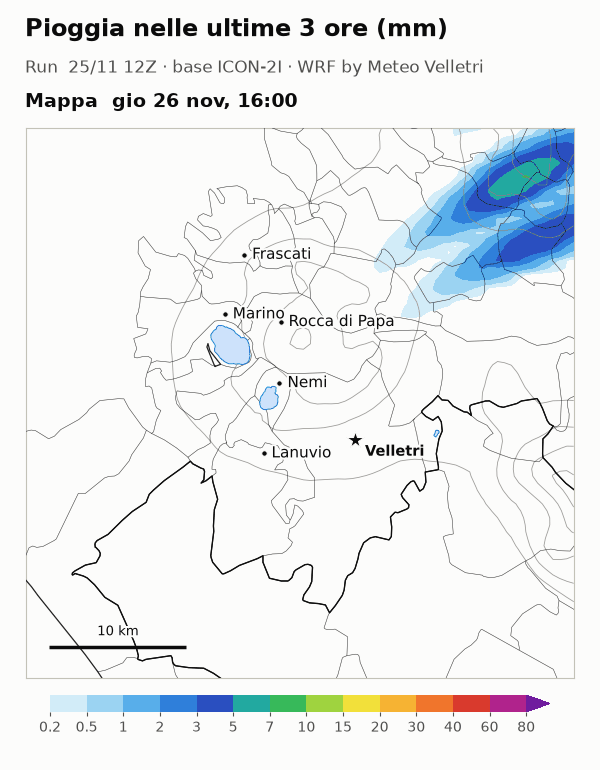 Pioggia nelle ultime 3 ore (mm)
Run  25/11 12Z · base ICON-2I · WRF by Meteo Velletri
Mappa  gio 26 nov, 16:00
Frascati
Marino
Rocca di Papa
Nemi
Velletri
Lanuvio
10 km
0.2 0.5 1 2 3 5 7 10 15 20 30 40 60 80